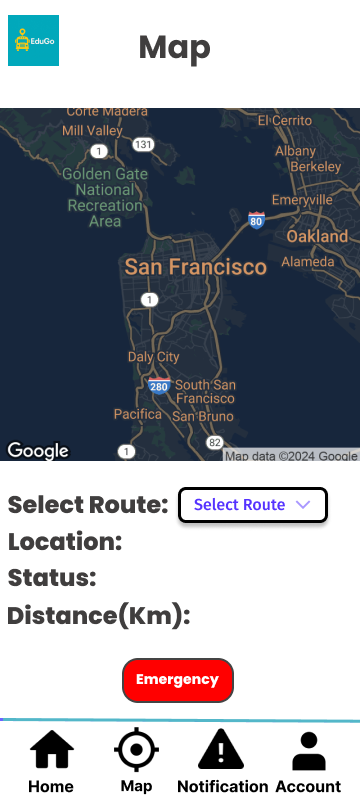 EduGo
Map
Corte Madera
Mill Valley
1
131
El Cerrito
Albany
Berkeley
Golden Gate
National
Recreation
Area
Emeryville
80
Oakland
San Francisco
Alameda
1
Daly City
280
South San
Francisco
Pacifica
San Bruno
82
1
Google
Map data ©2024 Google
Select Route:
Select Route
Location:
Status:
Distance(Km):
Emergency
Home
Map
Notification
Account